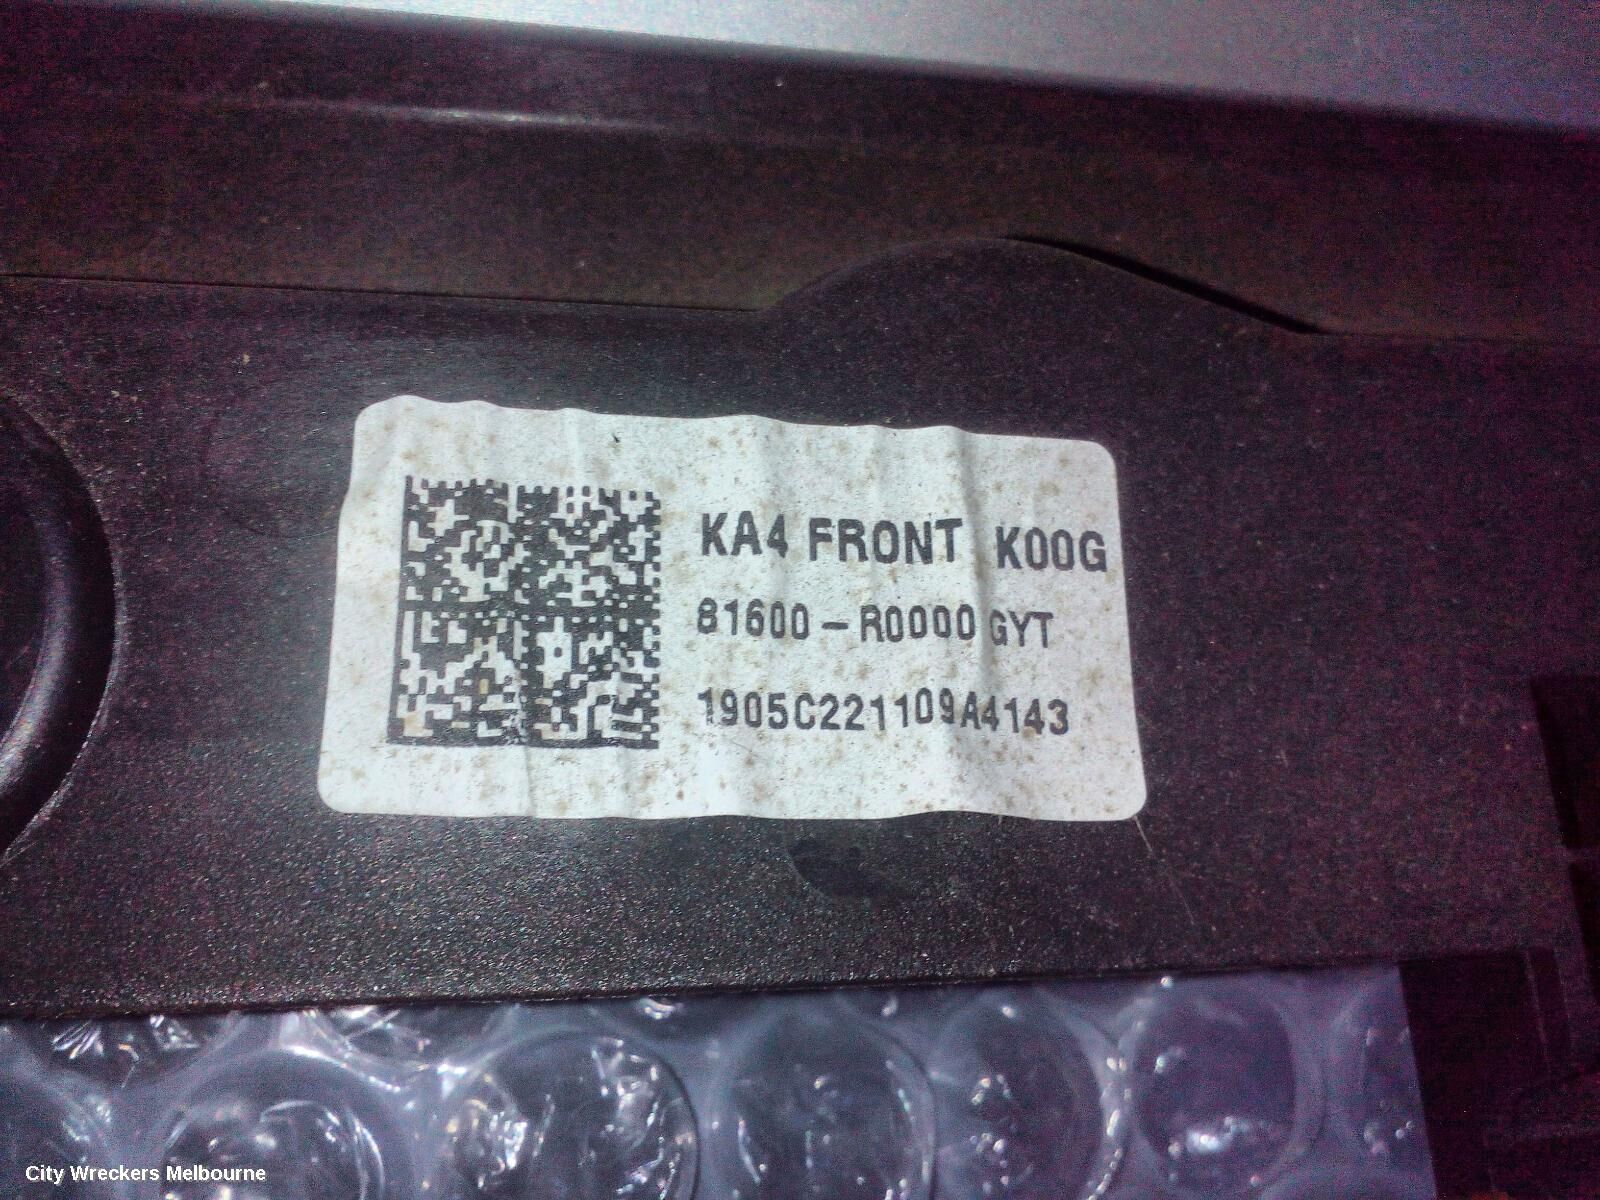 KA4 FRONT K00G
81600-R0000 GYT
1905C221109A4143
City Wreckers Melbourne